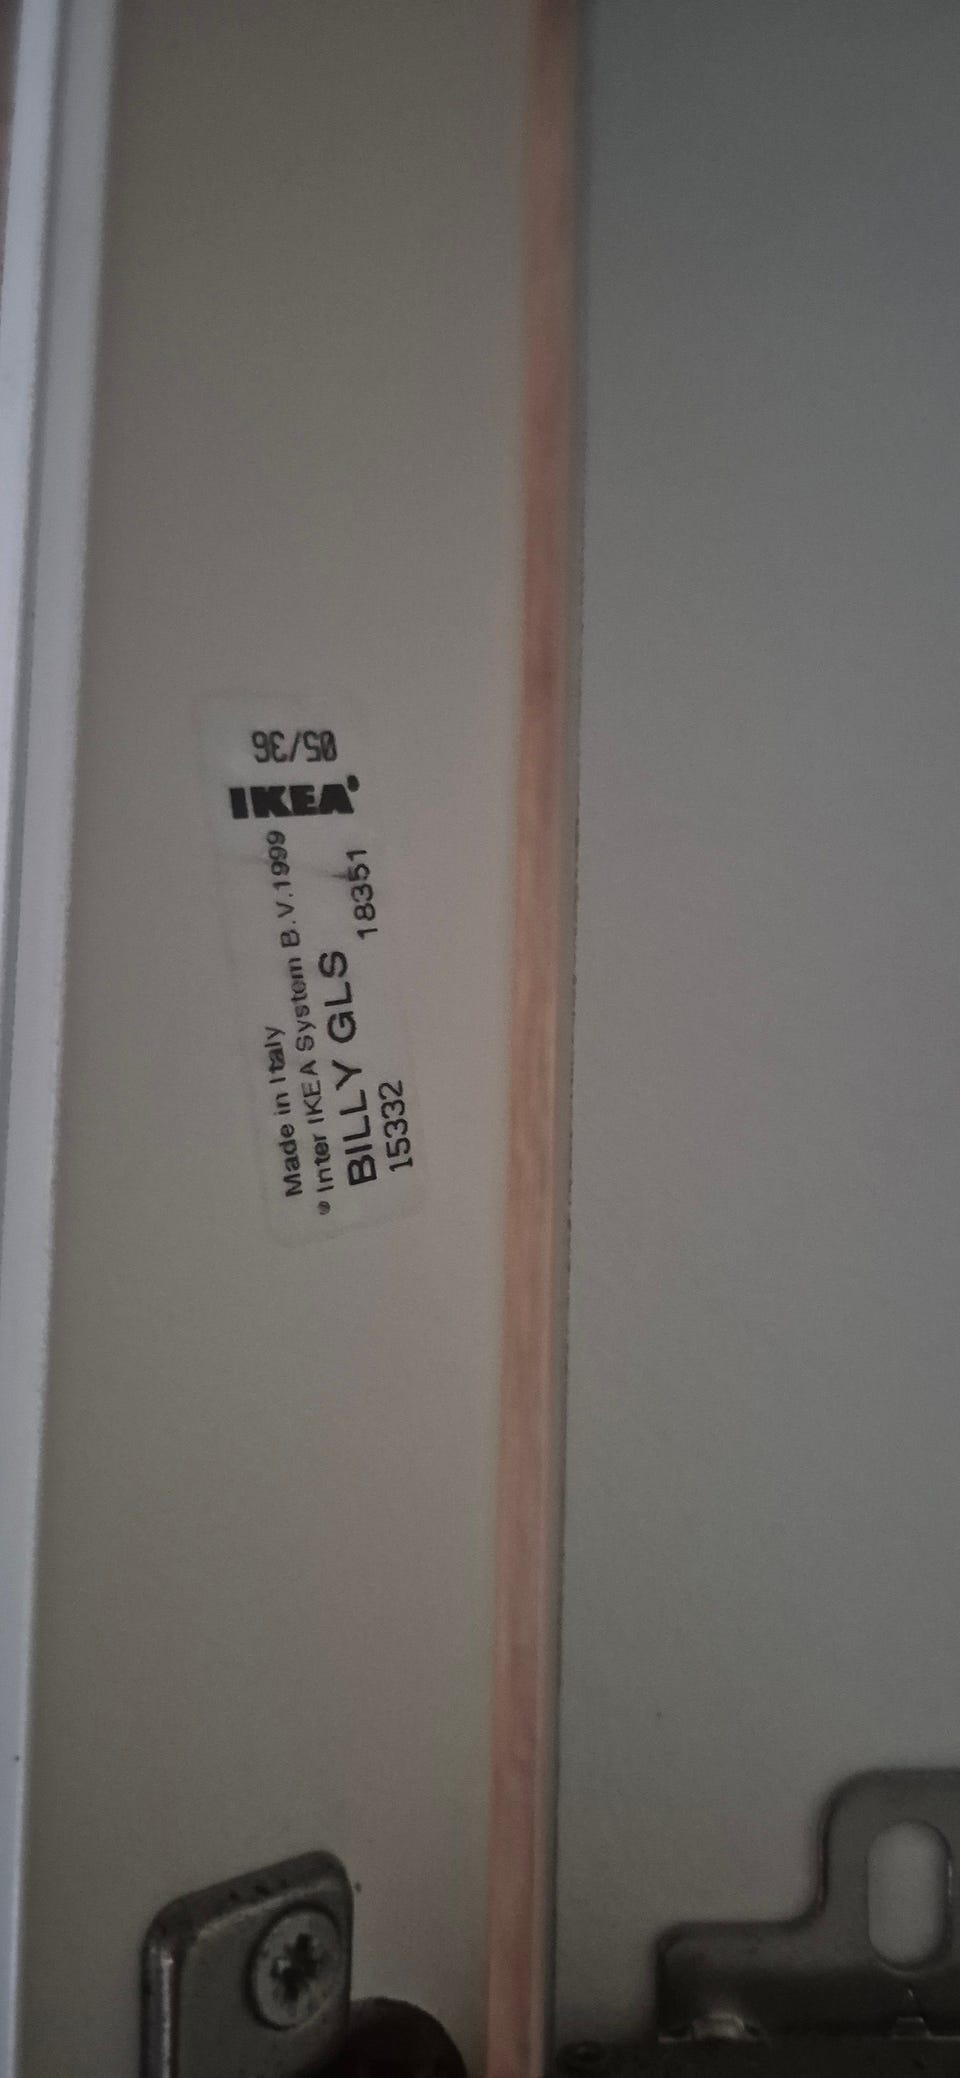 Made in Italy
® Inter IKEA System B.V.1999
BILLY GLS 18351
15332
IKEA®
05/36